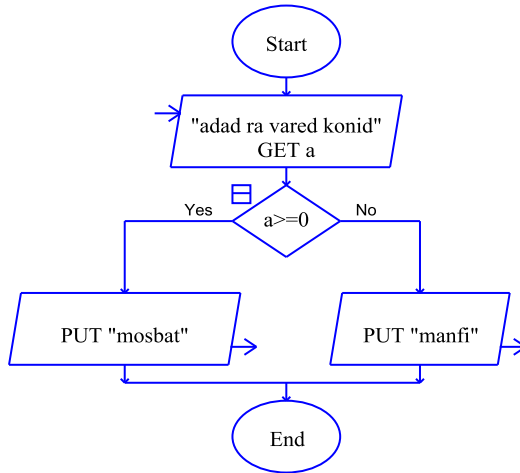 Start
"adad ra vared konid"
GET a
Yes
a>=0
No
PUT "mosbat"
PUT "manfi"
End